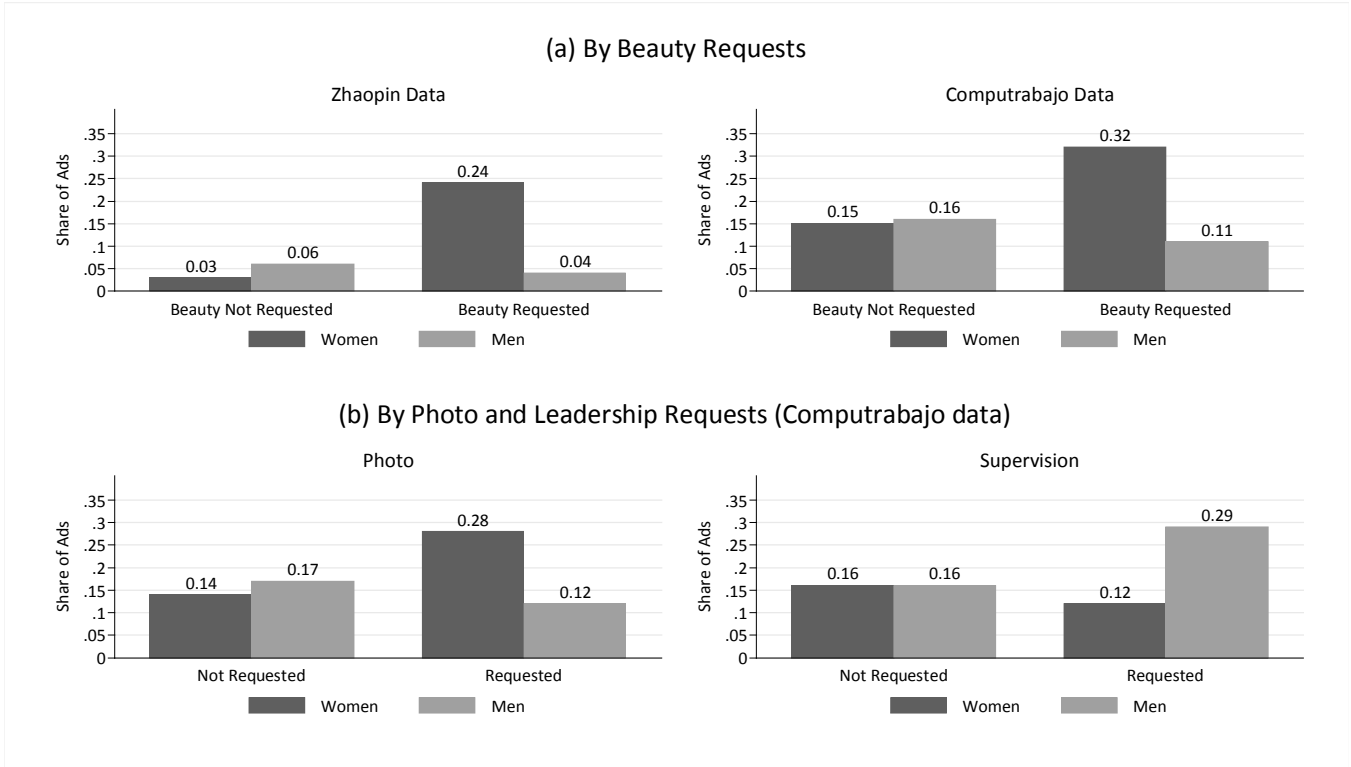 (a) By Beauty Requests
Zhaopin Data
Share of Ads
.35
.3
.25
.2
.15
.1
.05
0
0.03
0.06
0.24
0.04
Beauty Not Requested
Beauty Requested
Women
Men
Computrabajo Data
Share of Ads
.35
.3
.25
.2
.15
.1
.05
0
0.15
0.16
0.32
0.11
Beauty Not Requested
Beauty Requested
Women
Men
(b) By Photo and Leadership Requests (Computrabajo data)
Photo
Share of Ads
.35
.3
.25
.2
.15
.1
.05
0
0.14
0.17
0.28
0.12
Not Requested
Requested
Women
Men
Supervision
Share of Ads
.35
.3
.25
.2
.15
.1
.05
0
0.16
0.16
0.12
0.29
Not Requested
Requested
Women
Men